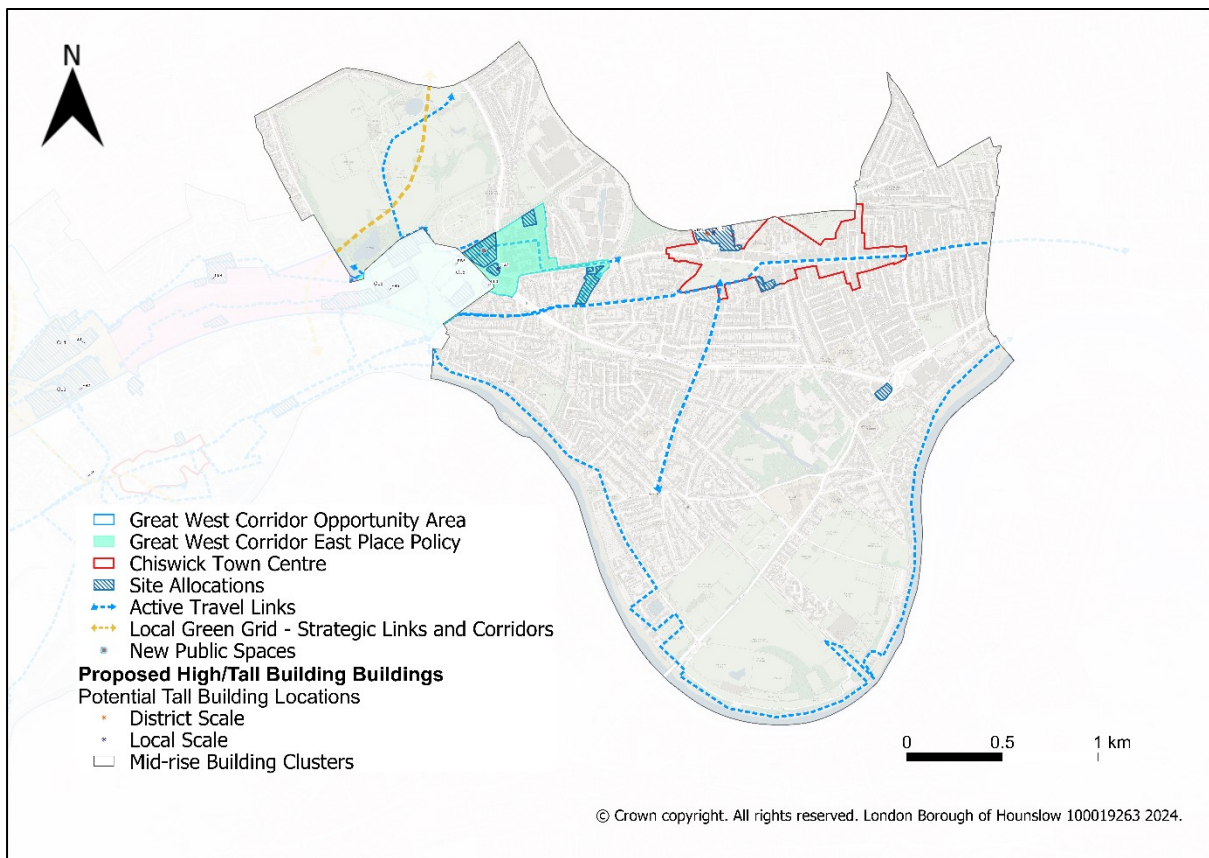 N
Great West Corridor Opportunity Area
Great West Corridor East Place Policy
Chiswick Town Centre
Site Allocations
Active Travel Links
Local Green Grid - Strategic Links and Corridors
New Public Spaces
Proposed High/Tall Building Buildings
Potential Tall Building Locations
District Scale
Local Scale
Mid-rise Building Clusters
0 0.5 1 km
© Crown copyright. All rights reserved. London Borough of Hounslow 100019263 2024.